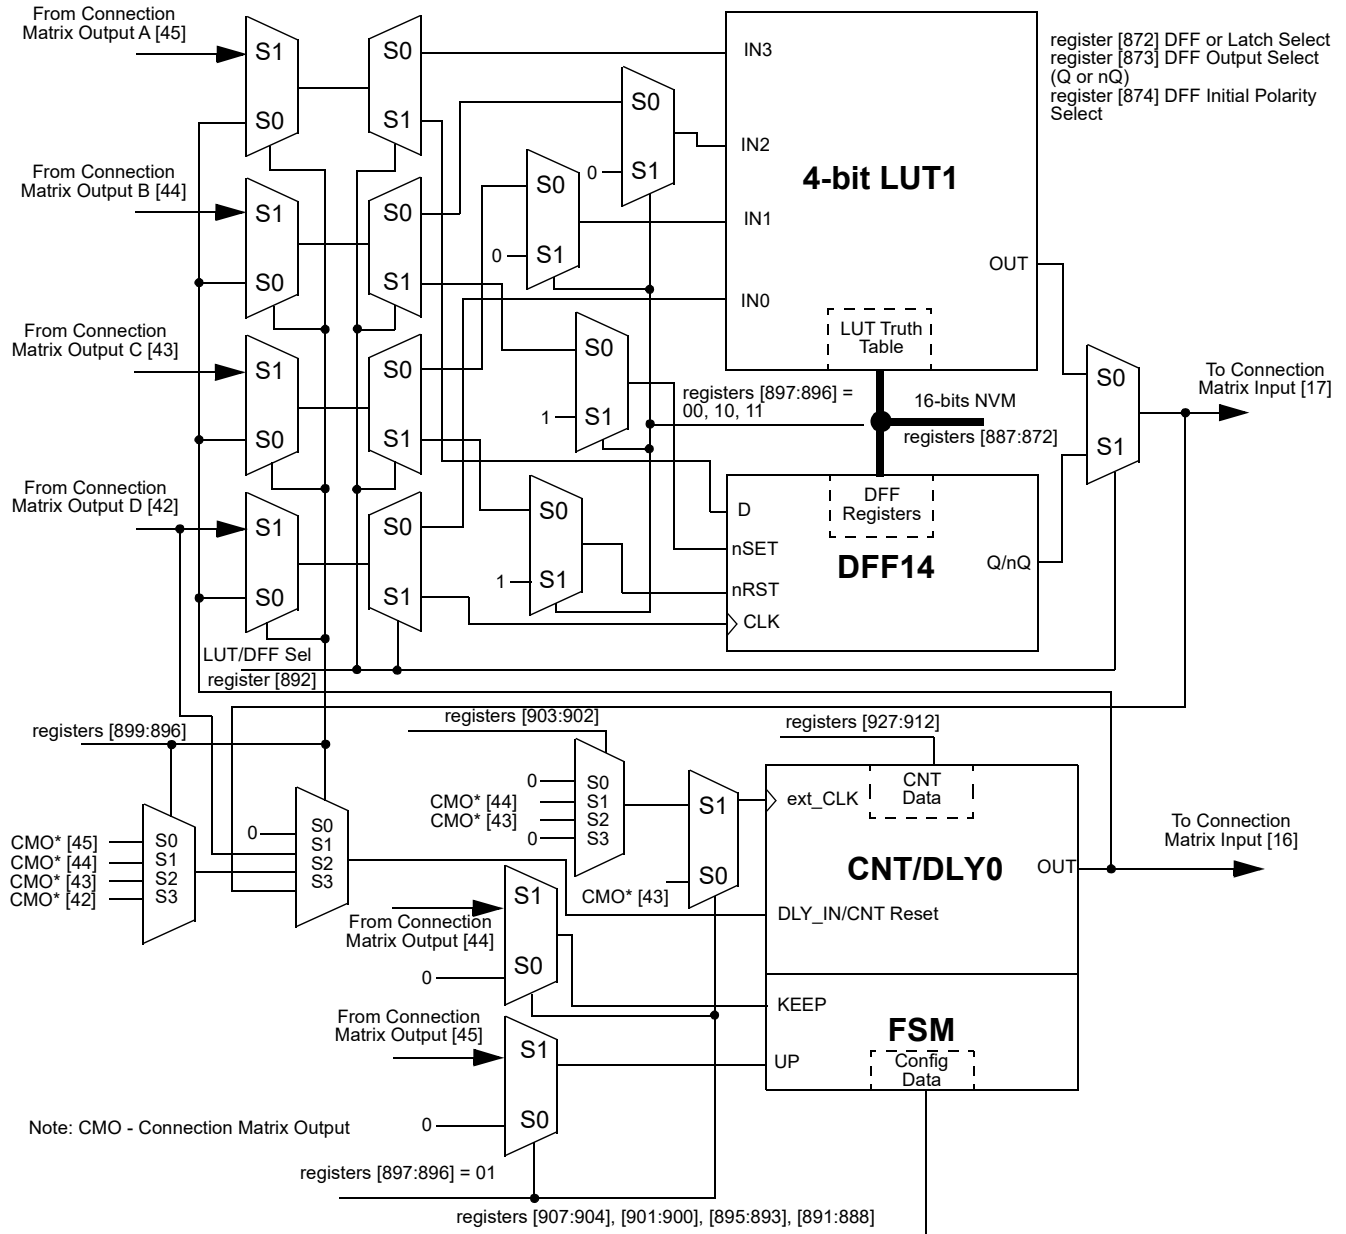 From Connection
Matrix Output A [45]
S1
S0
S0
S1
IN3
register [872] DFF or Latch Select
register [873] DFF Output Select
(Q or nQ)
register [874] DFF Initial Polarity
Select
S0
0
S1
IN2
4-bit LUT1
From Connection
Matrix Output B [44]
S1
S0
S0
S1
S0
0
S1
IN1
OUT
IN0
LUT Truth
Table
From Connection
Matrix Output C [43]
S1
S0
S0
S1
S0
1
S1
registers [897:896] =
00, 10, 11
16-bits NVM
registers [887:872]
S0
S1
To Connection
Matrix Input [17]
From Connection
Matrix Output D [42]
S1
S0
S0
S1
S0
1
S1
D
nSET
nRST
CLK
DFF
Registers
DFF14
Q/nQ
LUT/DFF Sel
register [892]
registers [899:896]
registers [903:902]
registers [927:912]
CMO* [45]
CMO* [44]
CMO* [43]
CMO* [42]
S0
S1
S2
S3
0
S0
S1
S2
S3
0
CMO* [44]
CMO* [43]
0
S0
S1
S2
S3
S1
S0
CMO* [43]
ext_CLK
CNT
Data
CNT/DLY0
OUT
To Connection
Matrix Input [16]
DLY_IN/CNT Reset
From Connection
Matrix Output [44]
0
S1
S0
KEEP
FSM
From Connection
Matrix Output [45]
0
S1
S0
UP
Config
Data
Note: CMO - Connection Matrix Output
registers [897:896] = 01
registers [907:904], [901:900], [895:893], [891:888]